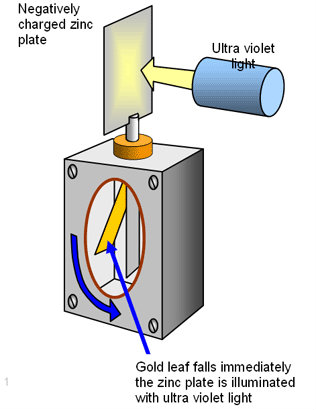 Negatively
charged zinc
plate
Ultra violet
light
Gold leaf falls immediately
the zinc plate is illuminated
with ultra violet light
1